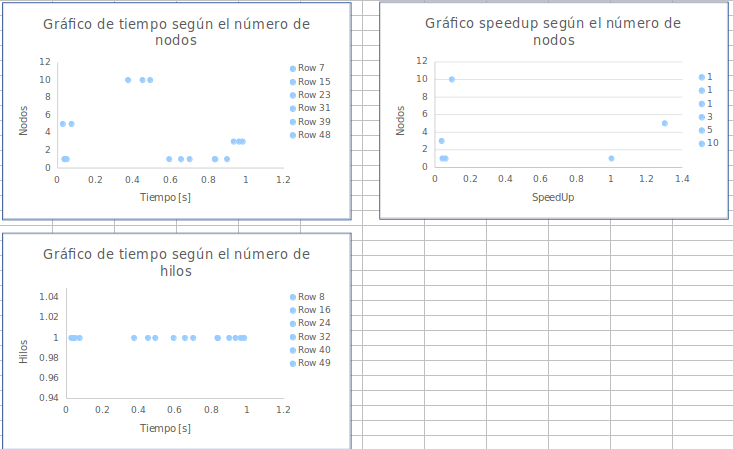 Gráfico de tiempo según el número de
nodos
12
10
8
6
4
2
0
Nodos
0 0.2 0.4 0.6 0.8 1 1.2
Tiempo [s]
Row 7
Row 15
Row 23
Row 31
Row 39
Row 48
Gráfico speedup según el número de
nodos
12
10
8
6
4
2
0
Nodos
0 0.2 0.4 0.6 0.8 1 1.2 1.4
SpeedUp
1
1
1
3
5
10
Gráfico de tiempo según el número de
hilos
1.04
1.02
1
0.98
0.96
0.94
Hilos
0 0.2 0.4 0.6 0.8 1 1.2
Tiempo [s]
Row 8
Row 16
Row 24
Row 32
Row 40
Row 49